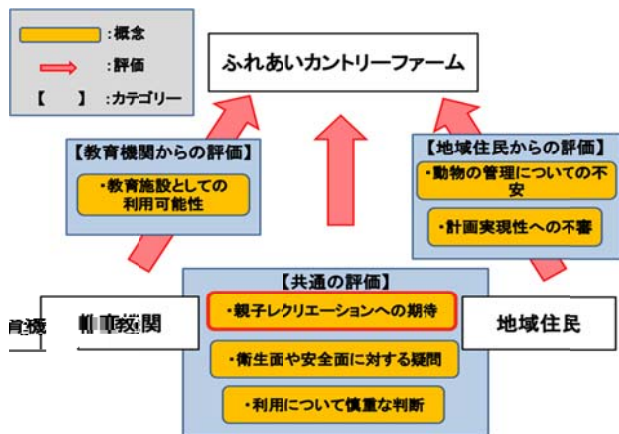 ：概念
：評価
【　】：カテゴリー
ふれあいカントリーファーム
【教育機関からの評価】
・教育施設としての
利用可能性
【地域住民からの評価】
・動物の管理についての不
安
・計画実現性への不審
【共通の評価】
・親子レクリエーションへの期待
・衛生面や安全面に対する疑問
・利用について慎重な判断
機関
地域住民